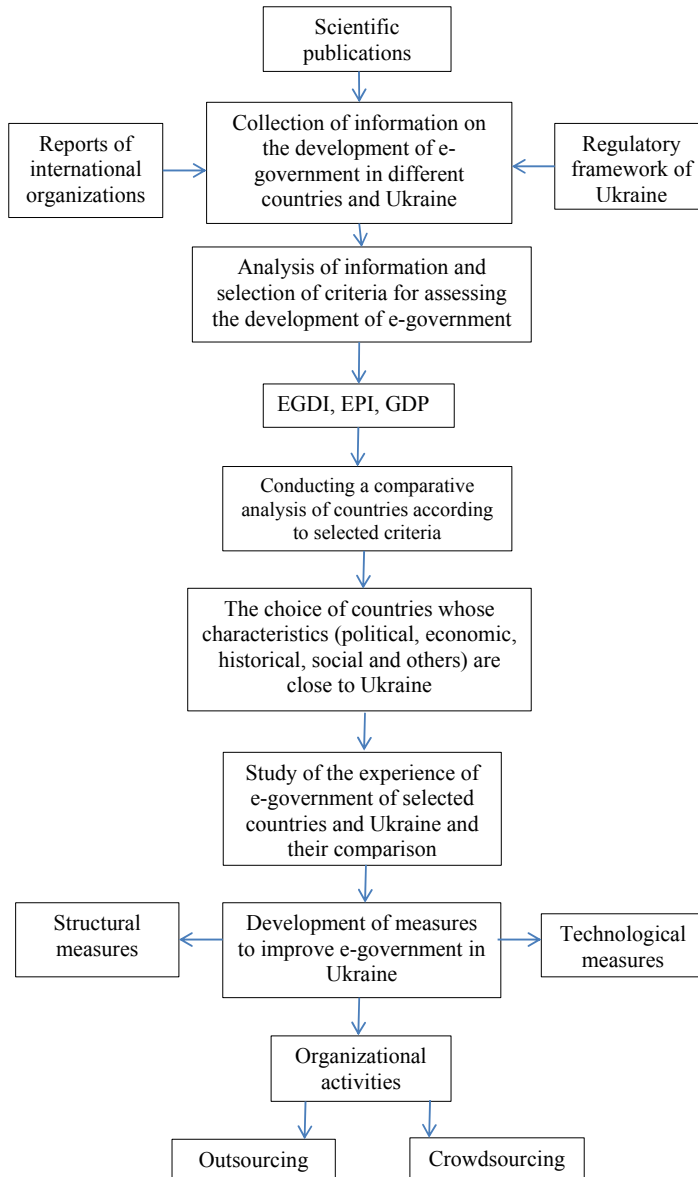 Scientific
publications
Reports of
international
organizations
Collection of information on
the development of e-
government in different
countries and Ukraine
Regulatory
framework of
Ukraine
Analysis of information and
selection of criteria for assessing
the development of e-government
EGDI, EPI, GDP
Conducting a comparative
analysis of countries according
to selected criteria
The choice of countries whose
characteristics (political, economic,
historical, social and others) are
close to Ukraine
Study of the experience of
e-government of selected
countries and Ukraine and
their comparison
Structural
measures
Development of measures
to improve e-government in
Ukraine
Technological
measures
Organizational
activities
Outsourcing
Crowdsourcing